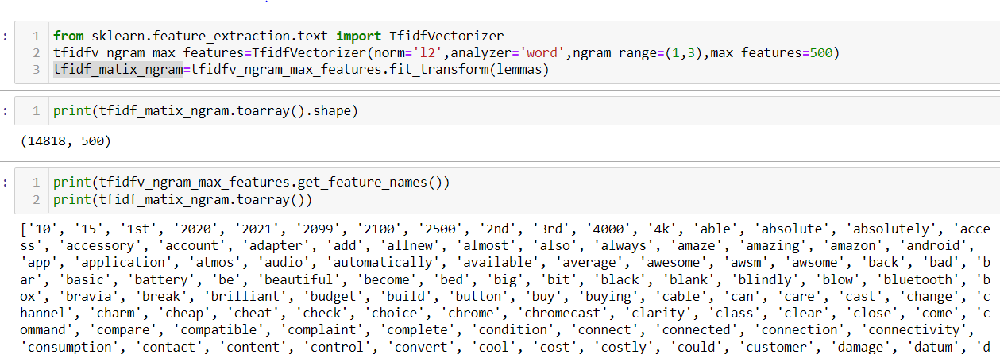 : 1 from sklearn.feature_extraction.text import TfidfVectorizer
2 tfidfv_ngram_max_features=TfidfVectorizer(norm='l2',analyzer='word',ngram_range=(1,3),max_features=500)
3 tfidf_matix_ngram=tfidfv_ngram_max_features.fit_transform(lemmas)
: 1 print(tfidf_matix_ngram.toarray().shape)
(14818, 500)
: 1 print(tfidfv_ngram_max_features.get_feature_names())
2 print(tfidf_matix_ngram.toarray())
['10', '15', '1st', '2020', '2021', '2099', '2100', '2500', '2nd', '3rd', '4000', '4k', 'able', 'absolute', 'absolutely', 'acce
ss', 'accessory', 'account', 'adapter', 'add', 'allnew', 'almost', 'also', 'always', 'amaze', 'amazing', 'amazon', 'android',
'app', 'application', 'atmos', 'audio', 'automatically', 'available', 'average', 'awesome', 'awsm', 'awsome', 'back', 'bad', 'b
ar', 'basic', 'battery', 'be', 'beautiful', 'become', 'bed', 'big', 'bit', 'black', 'blank', 'blindly', 'blow', 'bluetooth', 'b
ox', 'bravia', 'break', 'brilliant', 'budget', 'build', 'button', 'buy', 'buying', 'cable', 'can', 'care', 'cast', 'change', 'c
hannel', 'charm', 'cheap', 'cheat', 'check', 'choice', 'chrome', 'chromecast', 'clarity', 'class', 'clear', 'close', 'come', 'c
ommand', 'compare', 'compatible', 'complaint', 'complete', 'condition', 'connect', 'connected', 'connection', 'connectivity',
'consumption', 'contact', 'content', 'control', 'convert', 'cool', 'cost', 'costly', 'could', 'customer', 'damage', 'datum', 'd